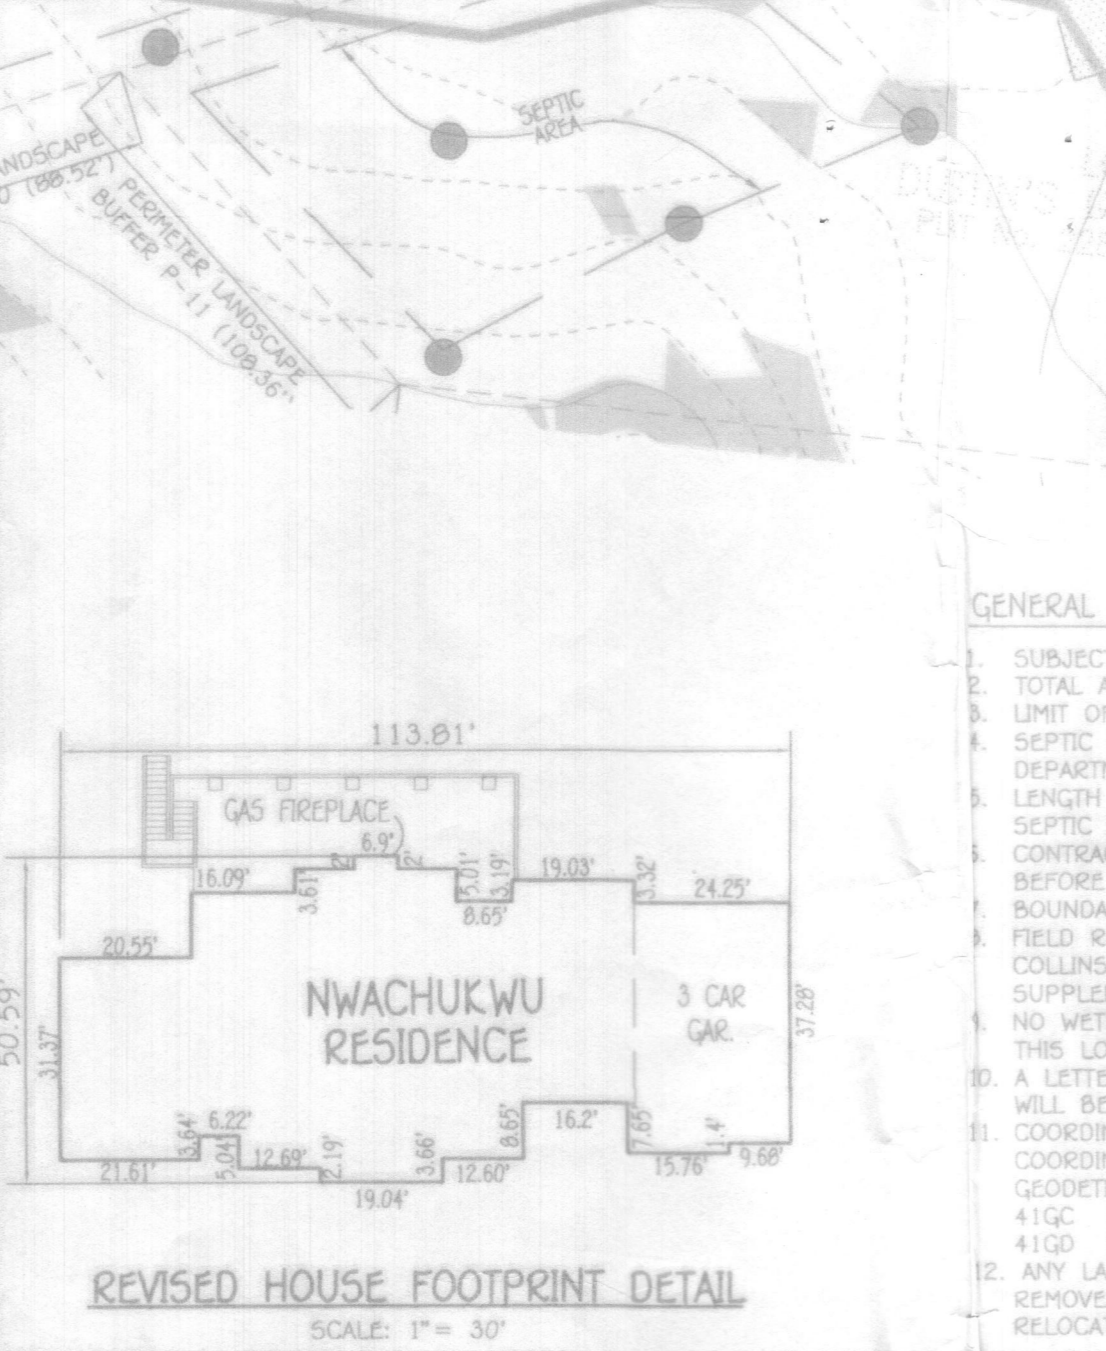 SEPTIC
AREA
ANDSCAPE
(88.52')
PERIMETER LANDSCAPE
BUFFER P-11 (108.36''
DUSTIN'S
113.81'
GAS FIREPLACE
6.9'
2'
2'
16.09'
3.61'
5.01'
3.19'
8.65'
19.03'
3.32'
24.25'
20.55'
50.59'
31.37'
NWACHUKWU
RESIDENCE
3 CAR
GAR.
37.28'
21.61'
3.64'
6.22'
5.04'
12.69'
2.19'
19.04'
3.66'
12.60'
8.65'
16.2'
7.65'
15.76'
1.4'
9.68'
REVISED HOUSE FOOTPRINT DETAIL
SCALE: 1" = 30'
GENERAL
1. SUBJECT
2. TOTAL A
3. LIMIT O
4. SEPTIC
DEPARTM
5. LENGTH
SEPTIC
6. CONTRA
BEFORE
7. BOUNDA
8. FIELD R
COLLINS
SUPPLE
9. NO WET
THIS LO
10. A LETTE
WILL BE
11. COORDI
COORDI
GEODET
41GC
41GD
12. ANY LA
REMOVE
RELOCA